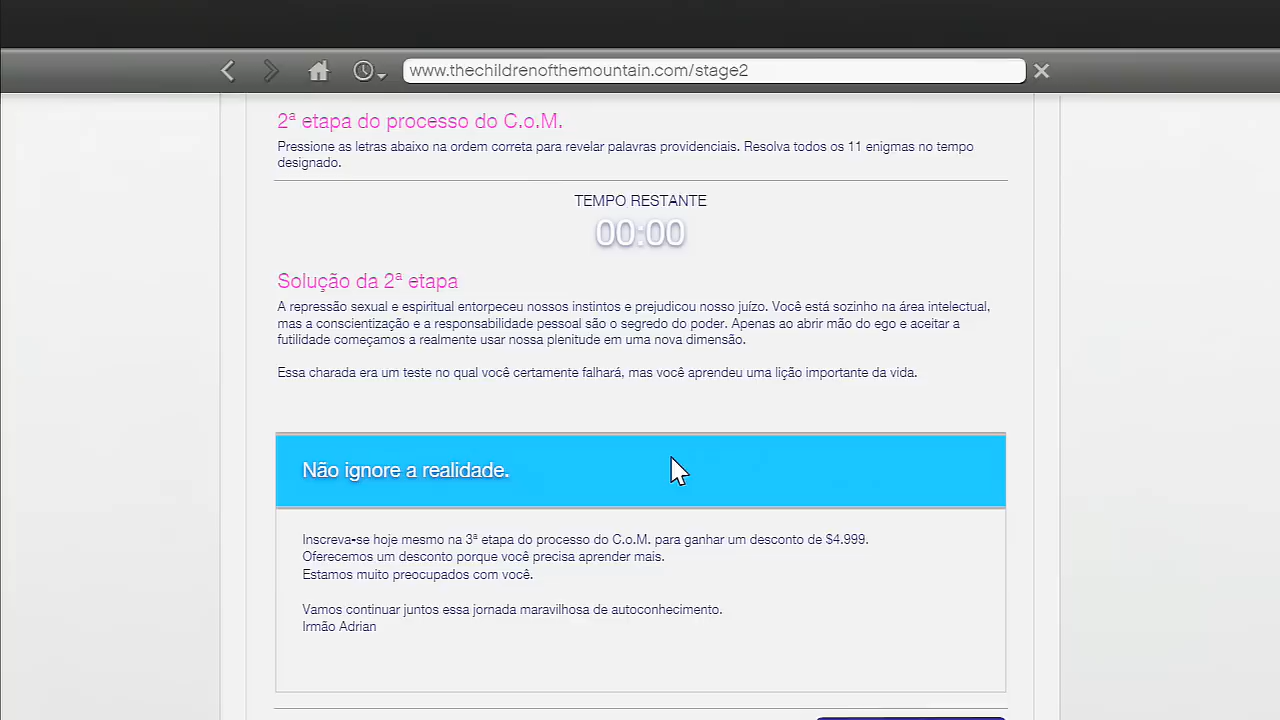 www.thechildrenofthemountain.com/stage2
2ª etapa do processo do C.o.M.
Pressione as letras abaixo na ordem correta para revelar palavras providenciais. Resolva todos os 11 enigmas no tempo
designado.
TEMPO RESTANTE
00:00
Solução da 2ª etapa
A repressão sexual e espiritual entorpeceu nossos instintos e prejudicou nosso juízo. Você está sozinho na área intelectual,
mas a conscientização e a responsabilidade pessoal são o segredo do poder. Apenas ao abrir mão do ego e aceitar a
futilidade começamos a realmente usar nossa plenitude em uma nova dimensão.
Essa charada era um teste no qual você certamente falhará, mas você aprendeu uma lição importante da vida.
Não ignore a realidade.
Inscreva-se hoje mesmo na 3ª etapa do processo do C.o.M. para ganhar um desconto de $4.999.
Oferecemos um desconto porque você precisa aprender mais.
Estamos muito preocupados com você.
Vamos continuar juntos essa jornada maravilhosa de autoconhecimento.
Irmão Adrian